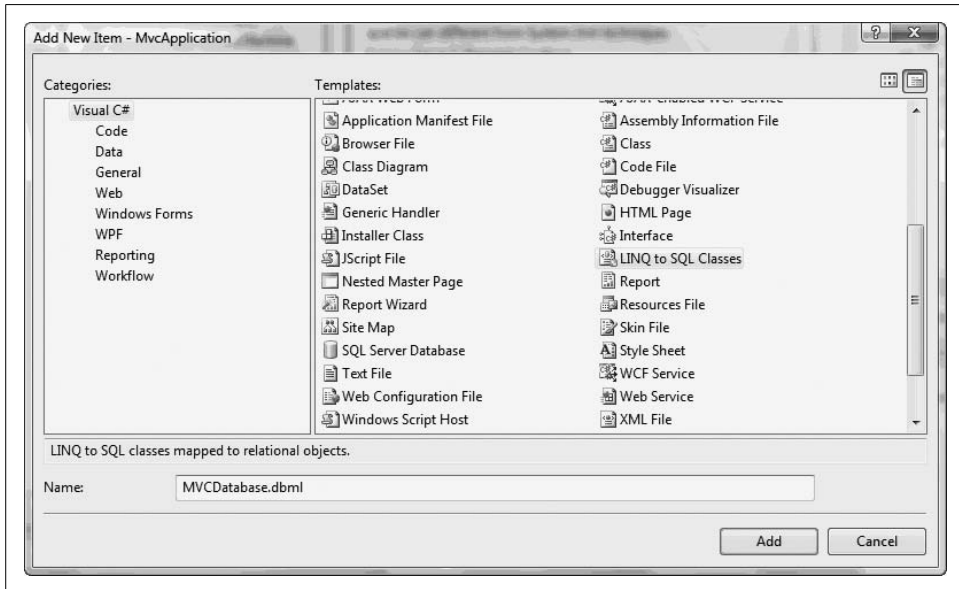 Add New Item - MvcApplication
Categories:
Templates:
Visual C#
Code
Data
General
Web
Windows Forms
WPF
Reporting
Workflow
Application Manifest File
Assembly Information File
Browser File
Class
Class Diagram
Code File
DataSet
Debugger Visualizer
Generic Handler
HTML Page
Installer Class
Interface
JScript File
LINQ to SQL Classes
Nested Master Page
Report
Report Wizard
Resources File
Site Map
Skin File
SQL Server Database
Style Sheet
Text File
WCF Service
Web Configuration File
Web Service
Windows Script Host
XML File
LINQ to SQL classes mapped to relational objects.
Name:
MVCDatabase.dbml
Add
Cancel